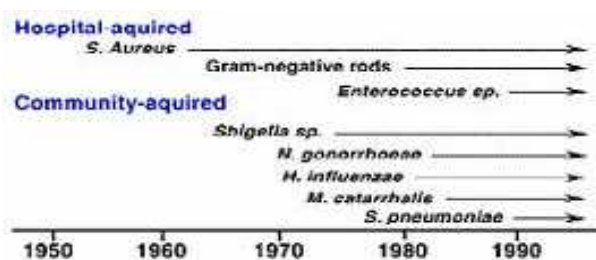 Hospital-aquired
S. Aureus
Gram-negative rods
Enterococcus sp.
Community-aquired
Shigella sp.
N. gonorrhoeae
H. influenzae
M. catarrhalis
S. pneumoniae
1950 1960 1970 1980 1990